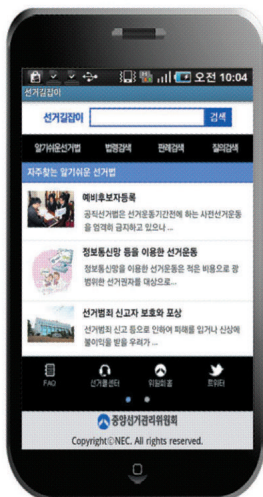 오전 10:04
선거길잡이
선거길잡이 검색
알기쉬운선거법 법령검색 판례검색 질의검색
자주찾는 알기쉬운 선거법
예비후보자등록
공직선거법은 선거운동기간전에 하는 사전선거운동
을 엄격히 금지하고 있으나 ...
정보통신망 등을 이용한 선거운동
정보통신망을 이용한 선거운동은 적은 비용으로 광
범위한 선거권자를 대상으로...
선거범죄 신고자 보호와 포상
선거범죄 신고 등으로 인하여 피해를 입거나 신상에
불이익을 받을 우려가 ...
FAQ 선거콜센터 위원회 홈 트위터
중앙선거관리위원회
Copyright©NEC. All rights reserved.